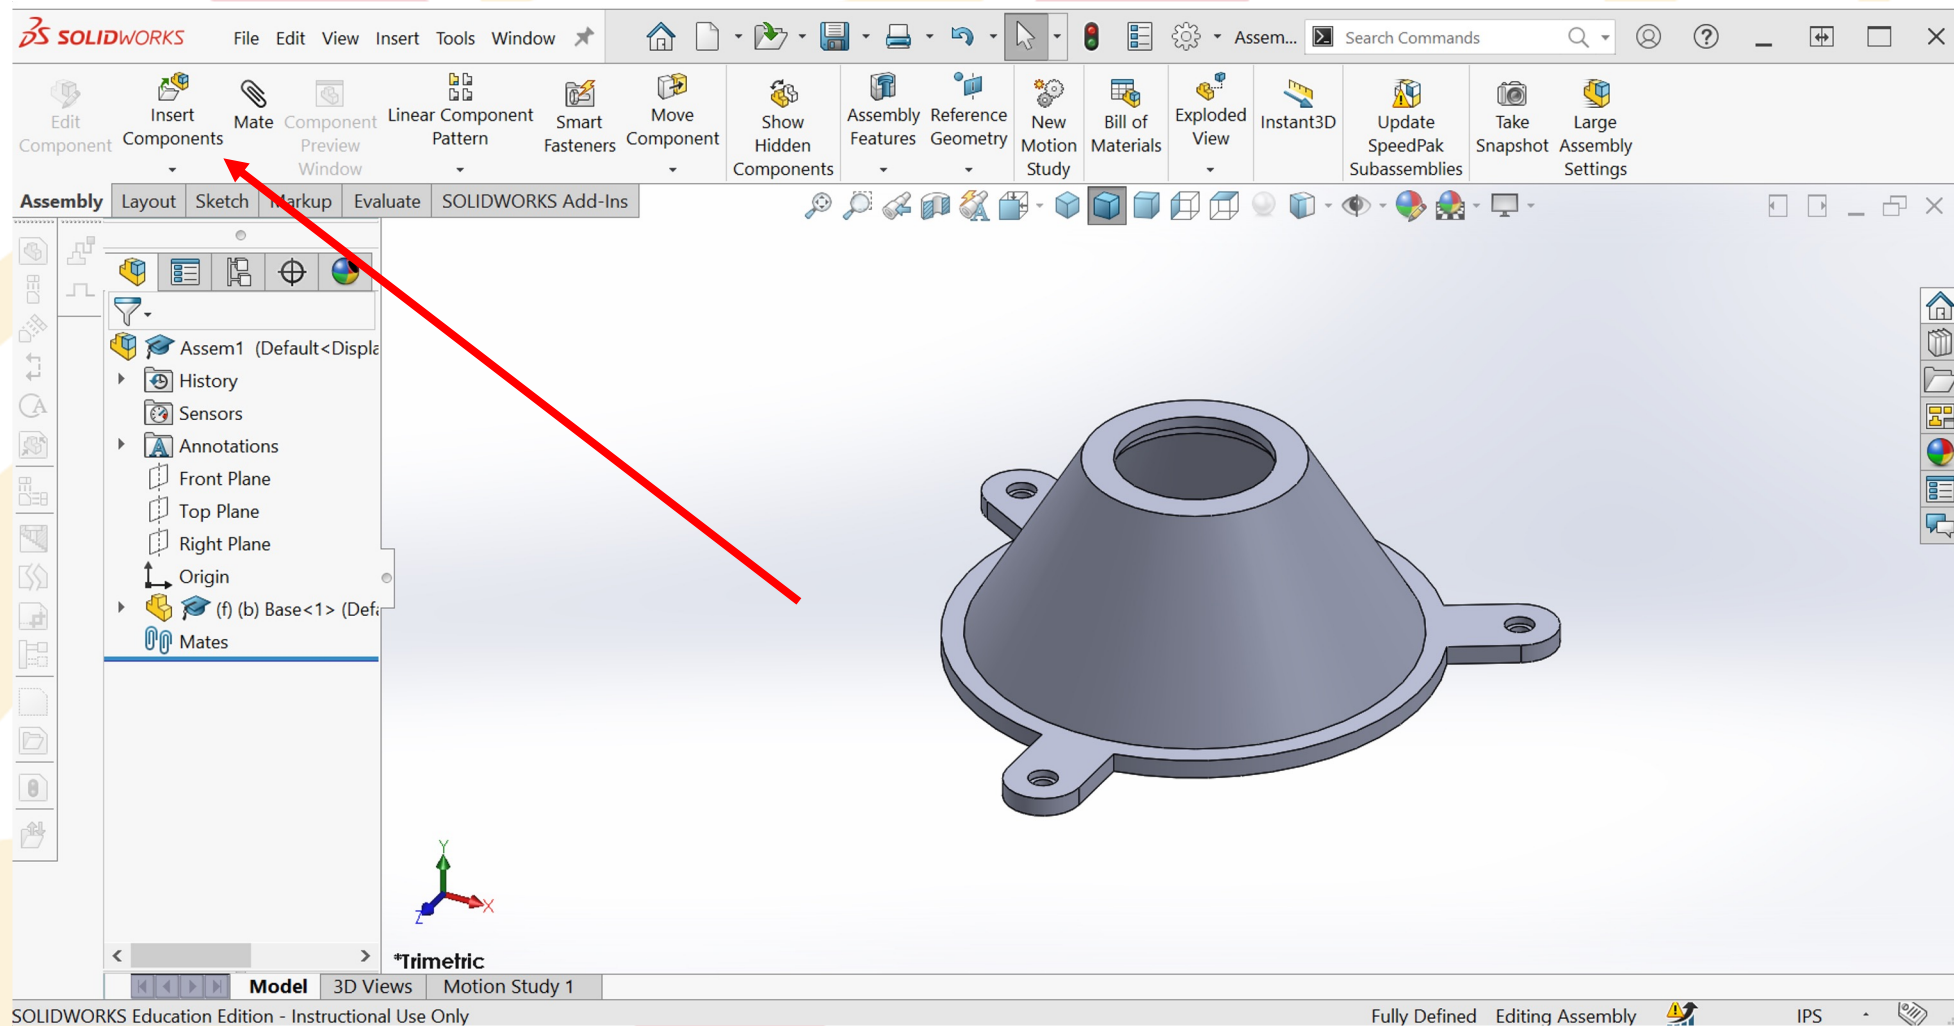 SOLIDWORKS File Edit View Insert Tools Window Assem... Search Commands
Edit Component
Insert Components
Mate
Component Preview Window
Linear Component Pattern
Smart Fasteners
Move Component
Show Hidden Components
Assembly Features
Reference Geometry
New Motion Study
Bill of Materials
Exploded View
Instant3D
Update SpeedPak Subassemblies
Take Snapshot
Large Assembly Settings
Assembly Layout Sketch Markup Evaluate SOLIDWORKS Add-Ins
Assem1 (Default<Displa
History
Sensors
Annotations
Front Plane
Top Plane
Right Plane
Origin
(f) (b) Base<1> (Defa
Mates
Y
X
Z
*Trimetric
Model 3D Views Motion Study 1
SOLIDWORKS Education Edition - Instructional Use Only Fully Defined Editing Assembly IPS